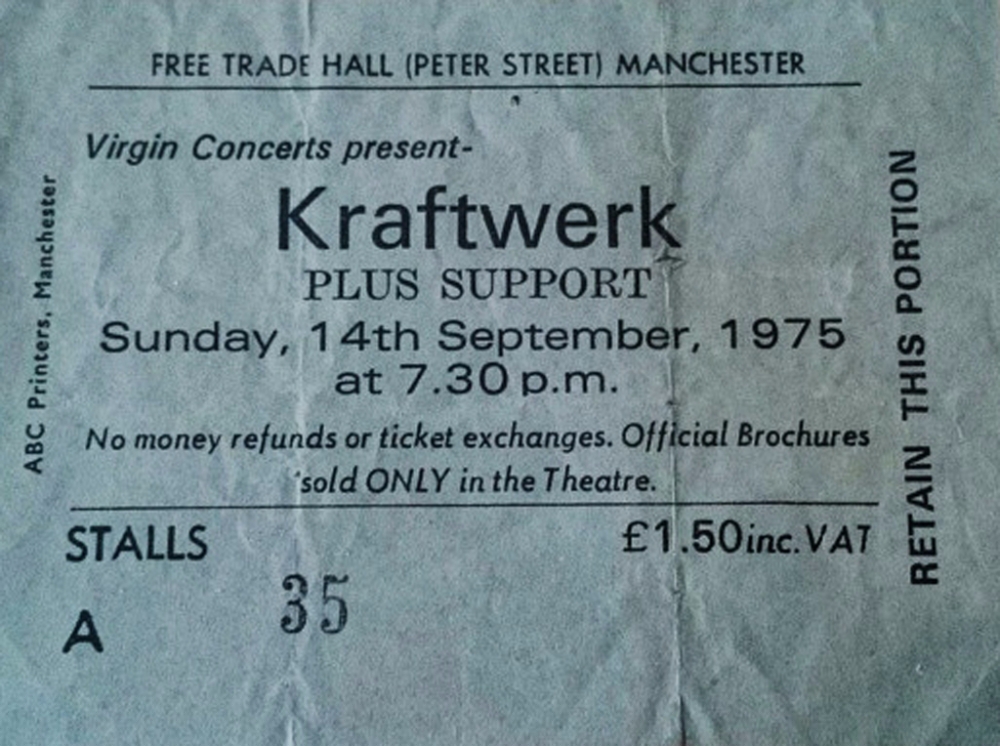 FREE TRADE HALL (PETER STREET) MANCHESTER
Virgin Concerts present-
Kraftwerk
PLUS SUPPORT
Sunday, 14th September, 1975
at 7.30 p.m.
No money refunds or ticket exchanges. Official Brochures
sold ONLY in the Theatre.
STALLS £1.50 inc. VAT
A 35
ABC Printers, Manchester
RETAIN THIS PORTION